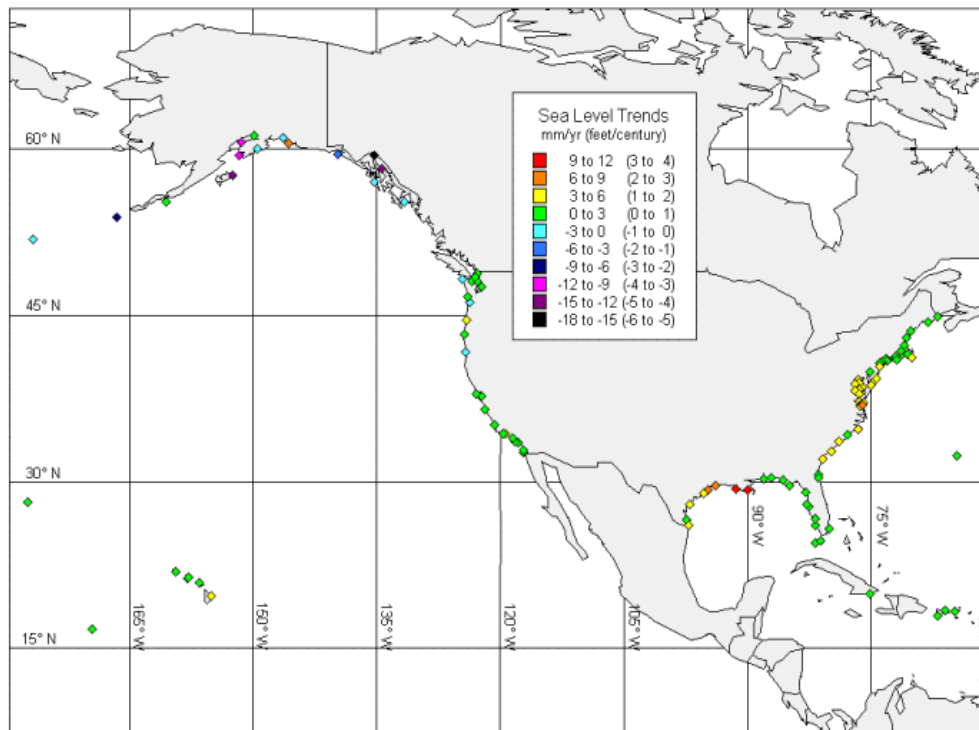 Sea Level Trends
mm/yr (feet/century)
9 to 12 (3 to 4)
6 to 9 (2 to 3)
3 to 6 (1 to 2)
0 to 3 (0 to 1)
-3 to 0 (-1 to 0)
-6 to -3 (-2 to -1)
-9 to -6 (-3 to -2)
-12 to -9 (-4 to -3)
-15 to -12 (-5 to -4)
-18 to -15 (-6 to -5)
60° N
45° N
30° N
15° N
165° W
150° W
135° W
120° W
105° W
90° W
75° W